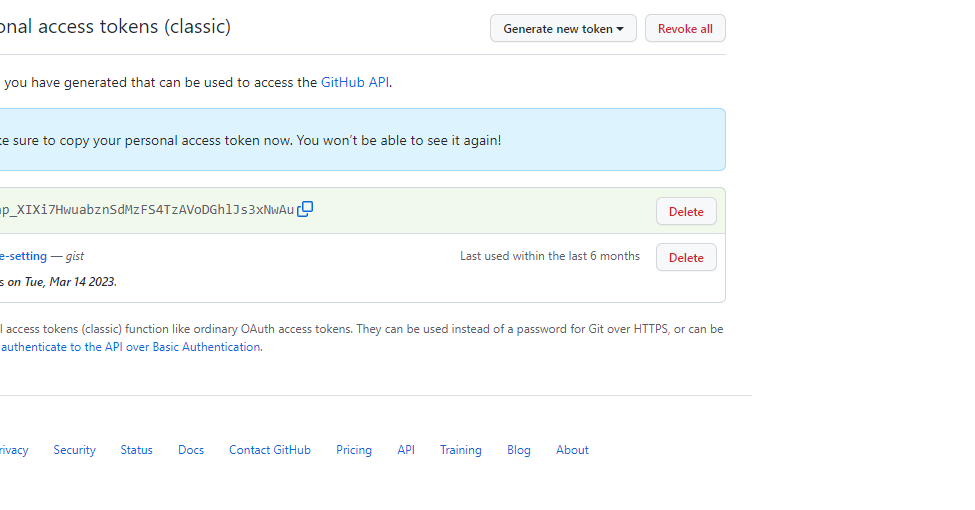 onal access tokens (classic)
Generate new token
Revoke all
you have generated that can be used to access the GitHub API.
ke sure to copy your personal access token now. You won't be able to see it again!
hp_XIXi7HwuabznSdMzFS4TzAVoDGhlJs3xNwAu
Delete
e-setting — gist
Last used within the last 6 months
Delete
s on Tue, Mar 14 2023.
l access tokens (classic) function like ordinary OAuth access tokens. They can be used instead of a password for Git over HTTPS, or can be
authenticate to the API over Basic Authentication.
rivacy
Security
Status
Docs
Contact GitHub
Pricing
API
Training
Blog
About